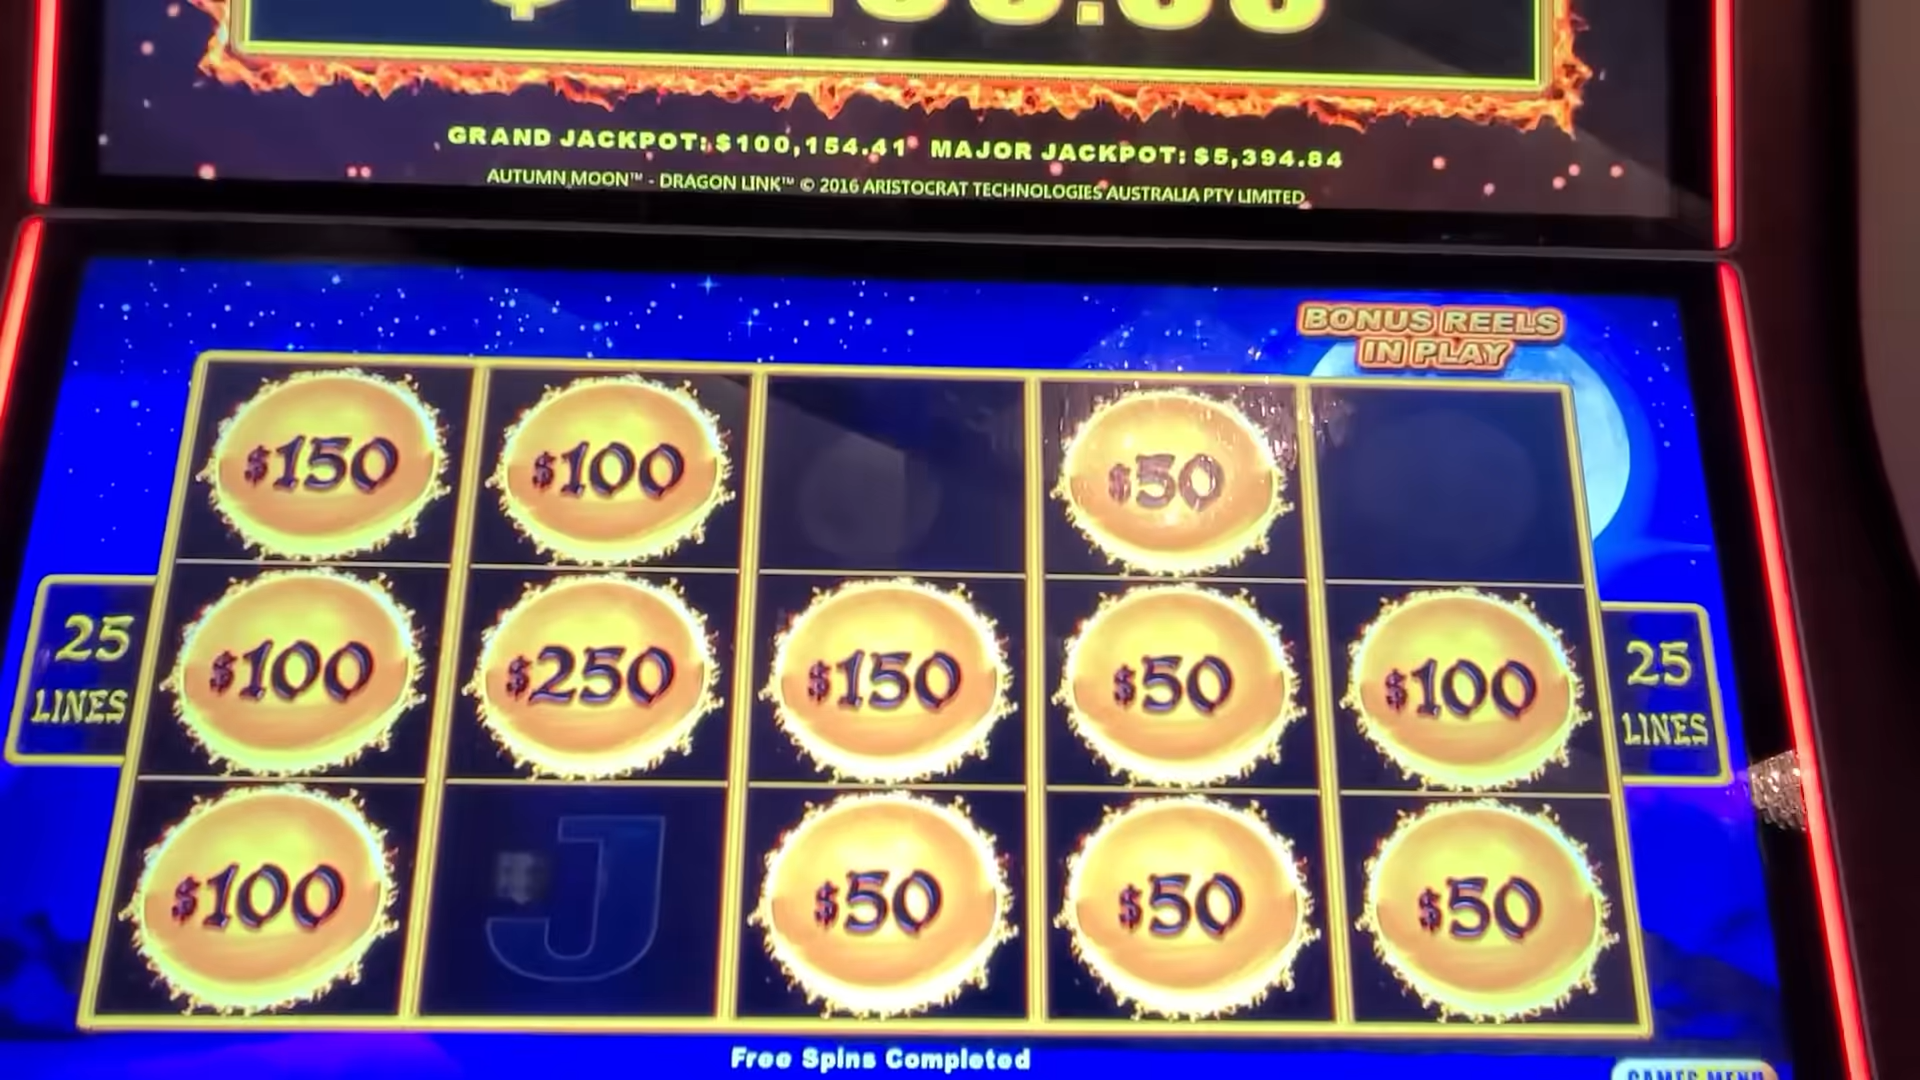 GRAND JACKPOT: $100,154.41 MAJOR JACKPOT: $5,394.84
AUTUMN MOON™ - DRAGON LINK™ © 2016 ARISTOCRAT TECHNOLOGIES AUSTRALIA PTY LIMITED
BONUS REELS
IN PLAY
$150 $100 $50
25
LINES
$100 $250 $150 $50 $100
25
LINES
$100 J $50 $50 $50
Free Spins Completed
GAMES MENU